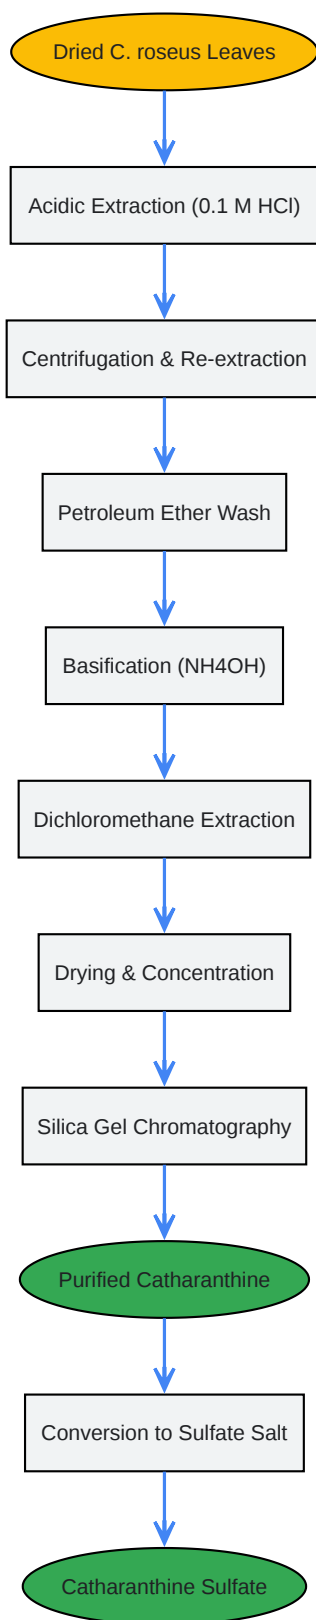 Dried C. roseus Leaves
Acidic Extraction (0.1 M HCl)
Centrifugation & Re-extraction
Petroleum Ether Wash
Basification (NH4OH)
Dichloromethane Extraction
Drying & Concentration
Silica Gel Chromatography
Purified Catharanthine
Conversion to Sulfate Salt
Catharanthine Sulfate